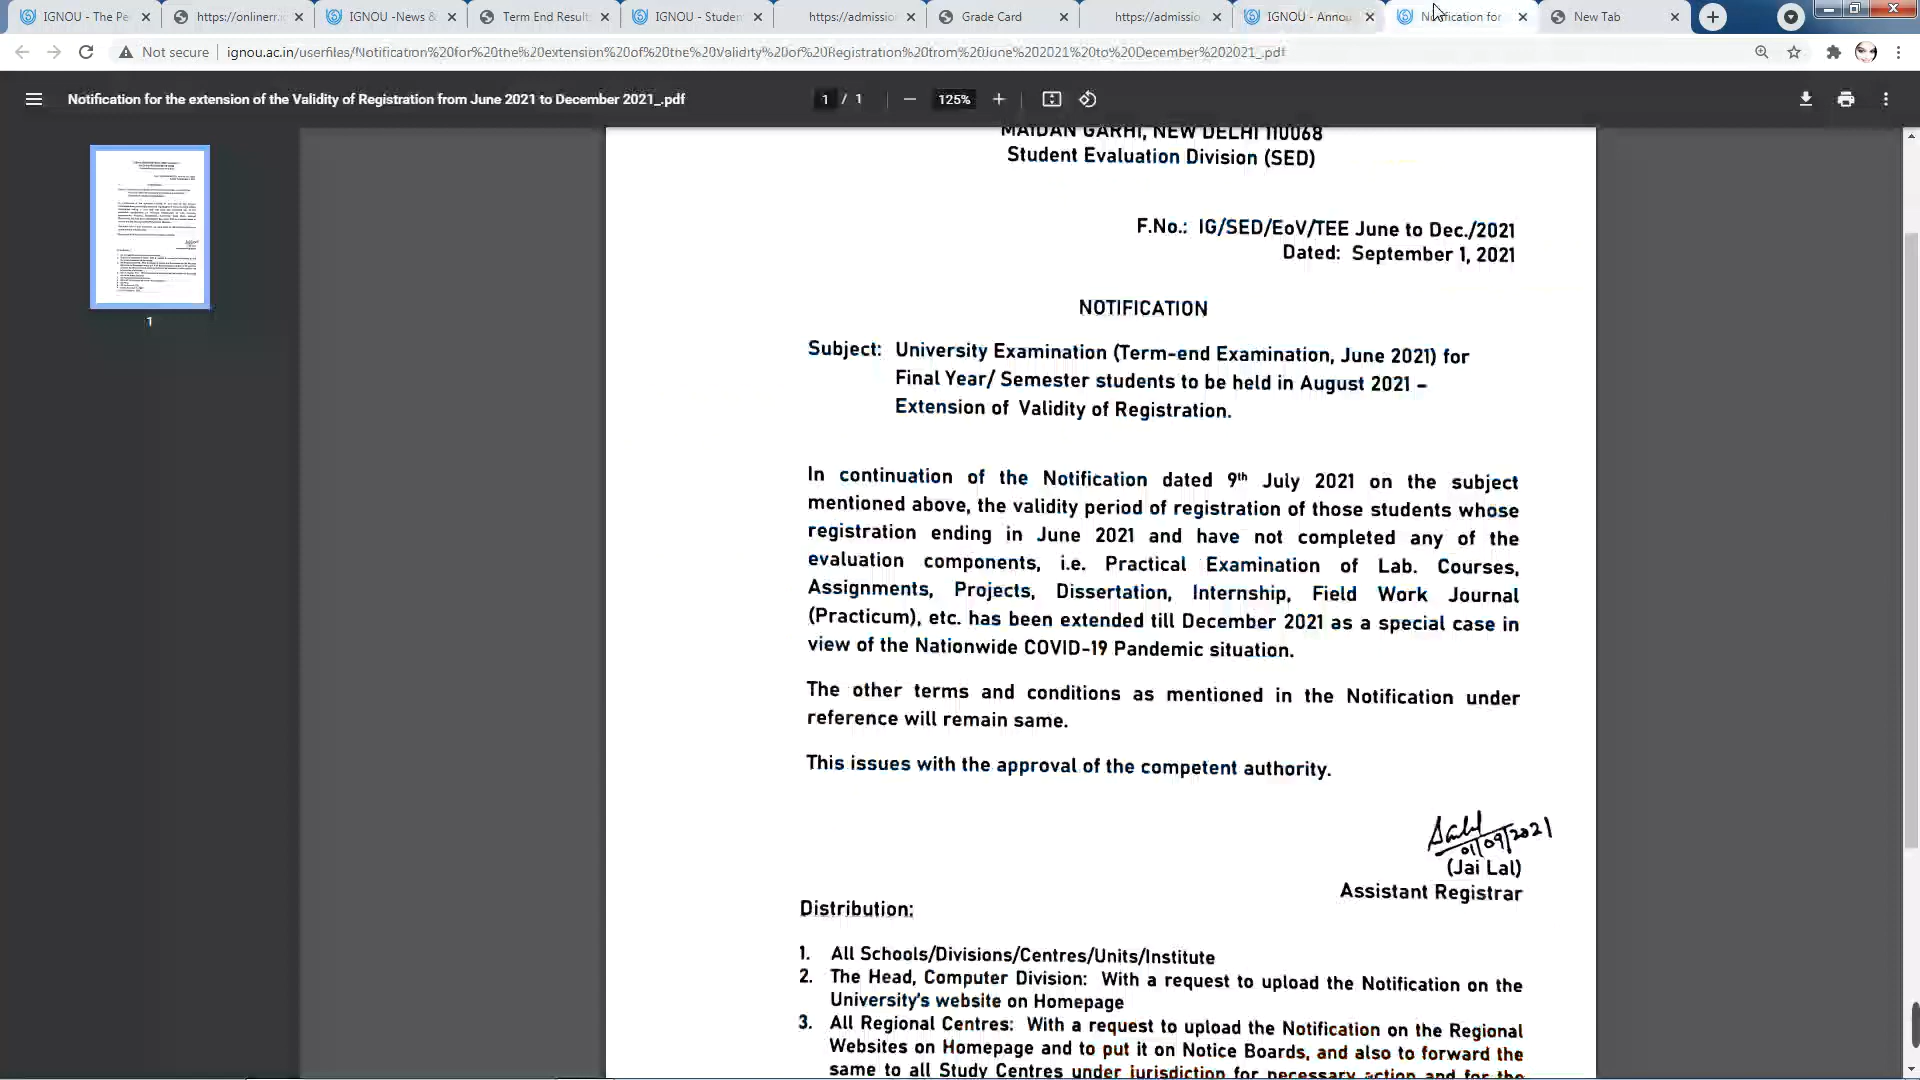 IGNOU - The Pe
https://onlinerr.i
IGNOU -News &
Term End Result
IGNOU - Studen
https://admissio
Grade Card
https://admissio
IGNOU - Annou
Notification for
New Tab
Not secure
ignou.ac.in/userfiles/Notification%20for%20the%20extension%20of%20the%20Validity%20of%20Registration%20from%20June%202021%20to%20December%202021_.pdf
Notification for the extension of the Validity of Registration from June 2021 to December 2021_.pdf
1 / 1
125%
1
MAIDAN GARHI, NEW DELHI 110068
Student Evaluation Division (SED)
F.No.: IG/SED/EoV/TEE June to Dec./2021
Dated: September 1, 2021
NOTIFICATION
Subject: University Examination (Term-end Examination, June 2021) for
Final Year/ Semester students to be held in August 2021 –
Extension of Validity of Registration.
In continuation of the Notification dated 9th July 2021 on the subject
mentioned above, the validity period of registration of those students whose
registration ending in June 2021 and have not completed any of the
evaluation components, i.e. Practical Examination of Lab. Courses,
Assignments, Projects, Dissertation, Internship, Field Work Journal
(Practicum), etc. has been extended till December 2021 as a special case in
view of the Nationwide COVID-19 Pandemic situation.
The other terms and conditions as mentioned in the Notification under
reference will remain same.
This issues with the approval of the competent authority.
01/09/2021
(Jai Lal)
Assistant Registrar
Distribution:
1. All Schools/Divisions/Centres/Units/Institute
2. The Head, Computer Division: With a request to upload the Notification on the
University's website on Homepage
3. All Regional Centres: With a request to upload the Notification on the Regional
Websites on Homepage and to put it on Notice Boards, and also to forward the
same to all Study Centres under jurisdiction for necessary action and for the